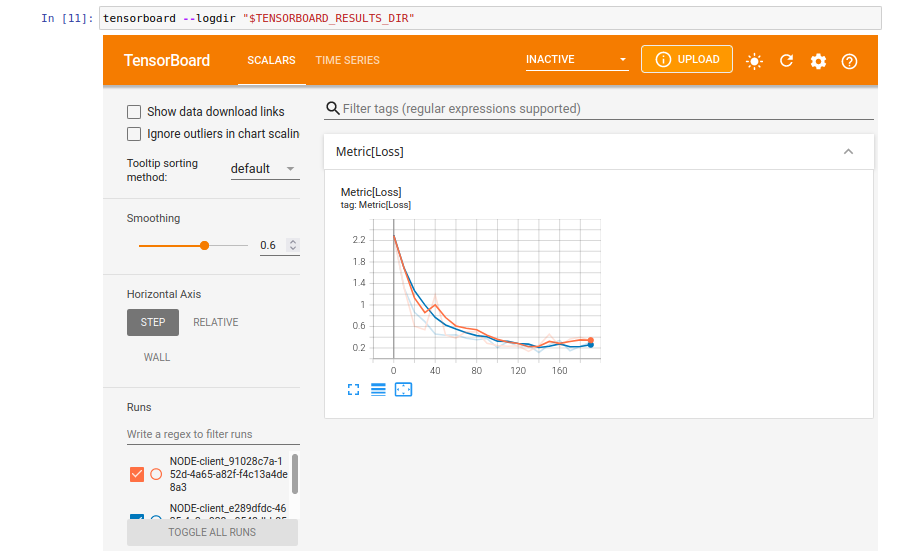 In [11]: tensorboard --logdir "$TENSORBOARD_RESULTS_DIR"
TensorBoard SCALARS TIME SERIES INACTIVE UPLOAD
Show data download links
Filter tags (regular expressions supported)
Ignore outliers in chart scalin
Metric[Loss]
Tooltip sorting
method: default
Metric[Loss]
tag: Metric[Loss]
Smoothing
0.6
2.2
1.8
1.4
1
0.6
0.2
0 40 80 120 160
Horizontal Axis
STEP RELATIVE
WALL
Runs
Write a regex to filter runs
NODE-client_91028c7a-1
52d-4a65-a82f-f4c13a4de
8a3
NODE-client_e289dfdc-46
TOGGLE ALL RUNS